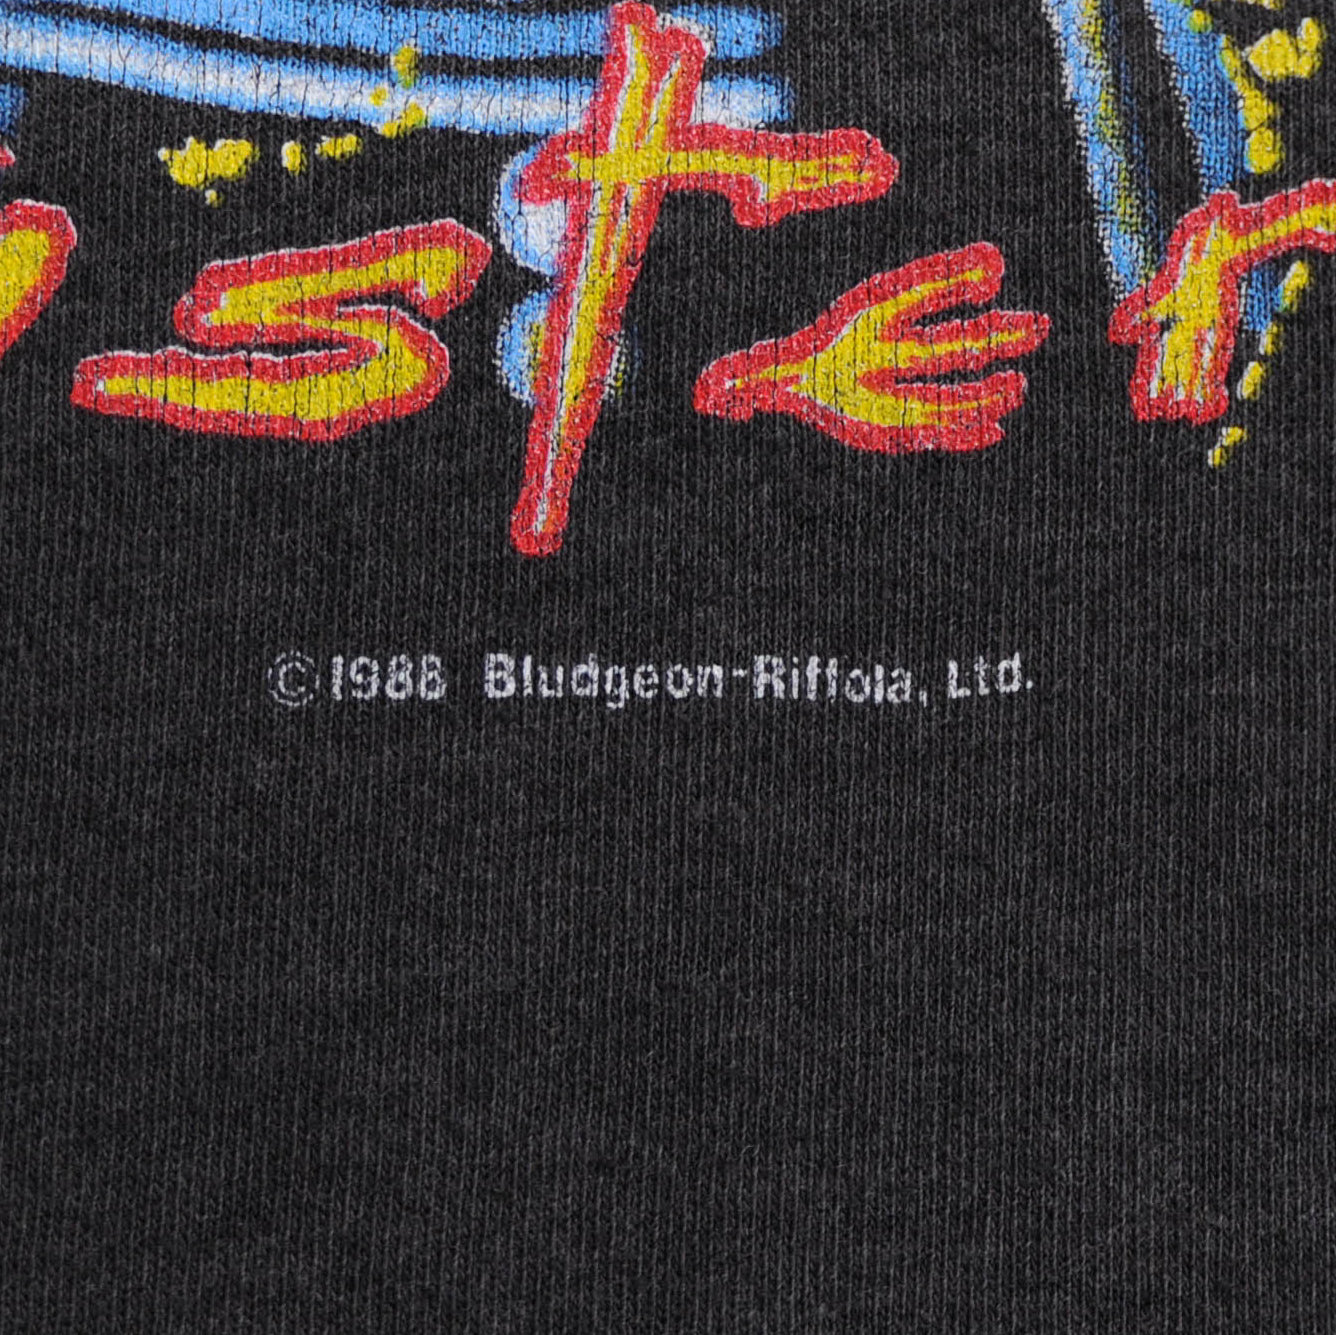 ster
©1988 Bludgeon-Riffola, Ltd.